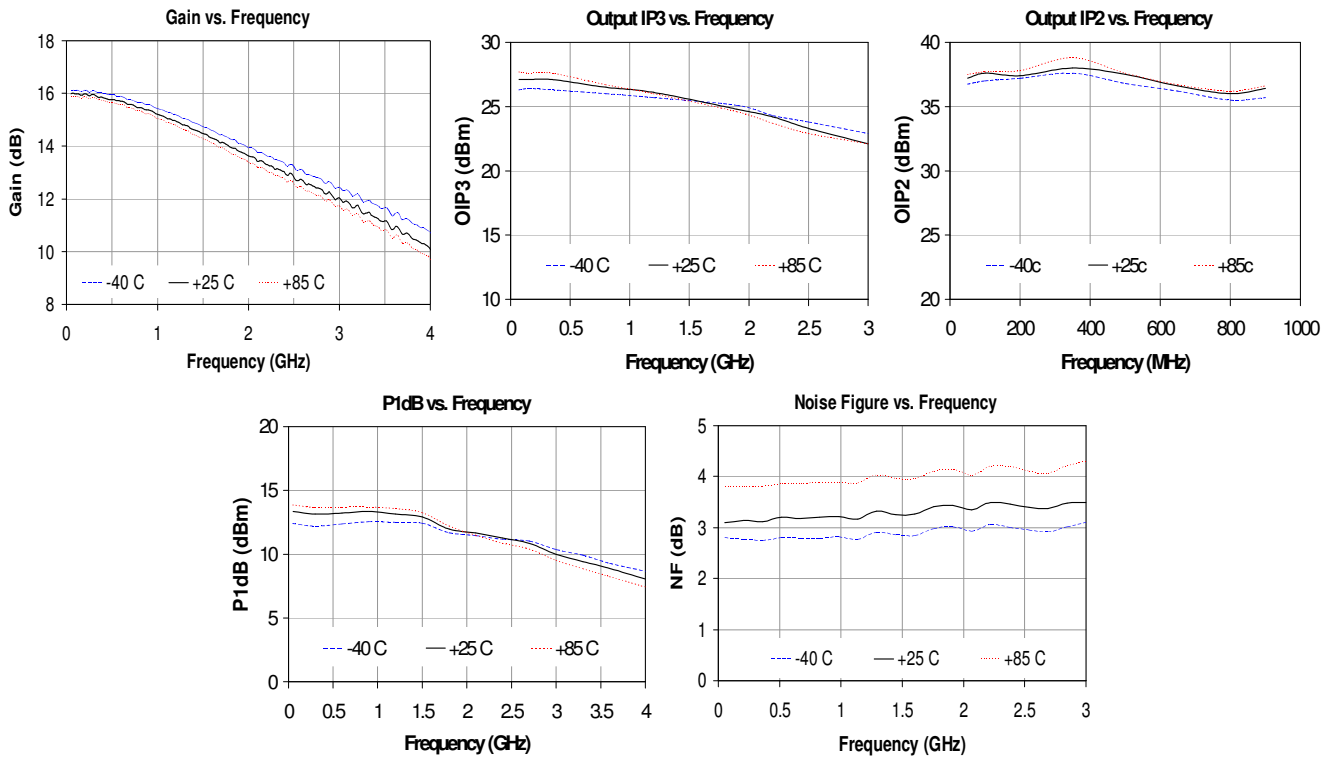 Gain vs. Frequency
18
16
14
12
10
8
Gain (dB)
-40 C +25 C +85 C
0 1 2 3 4
Frequency (GHz)
Output IP3 vs. Frequency
30
25
20
15
10
OIP3 (dBm)
-40 C +25 C +85 C
0 0.5 1 1.5 2 2.5 3
Frequency (GHz)
Output IP2 vs. Frequency
40
35
30
25
20
OIP2 (dBm)
-40c +25c +85c
0 200 400 600 800 1000
Frequency (MHz)
P1dB vs. Frequency
20
15
10
5
0
P1dB (dBm)
-40 C +25 C +85 C
0 0.5 1 1.5 2 2.5 3 3.5 4
Frequency (GHz)
Noise Figure vs. Frequency
5
4
3
2
1
0
NF (dB)
-40 C +25 C +85 C
0 0.5 1 1.5 2 2.5 3
Frequency (GHz)